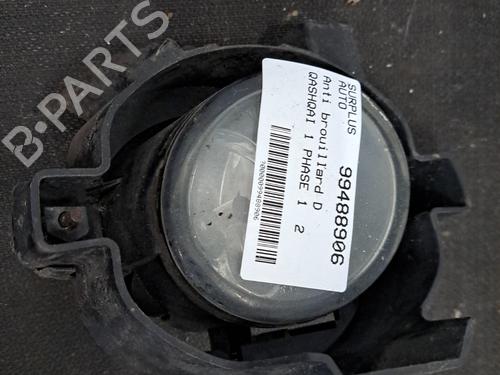 SURPLUS
AUTO
99488906
Anti brouillard D
QASHQAI 1 PHASE 1 2
B-PARTS